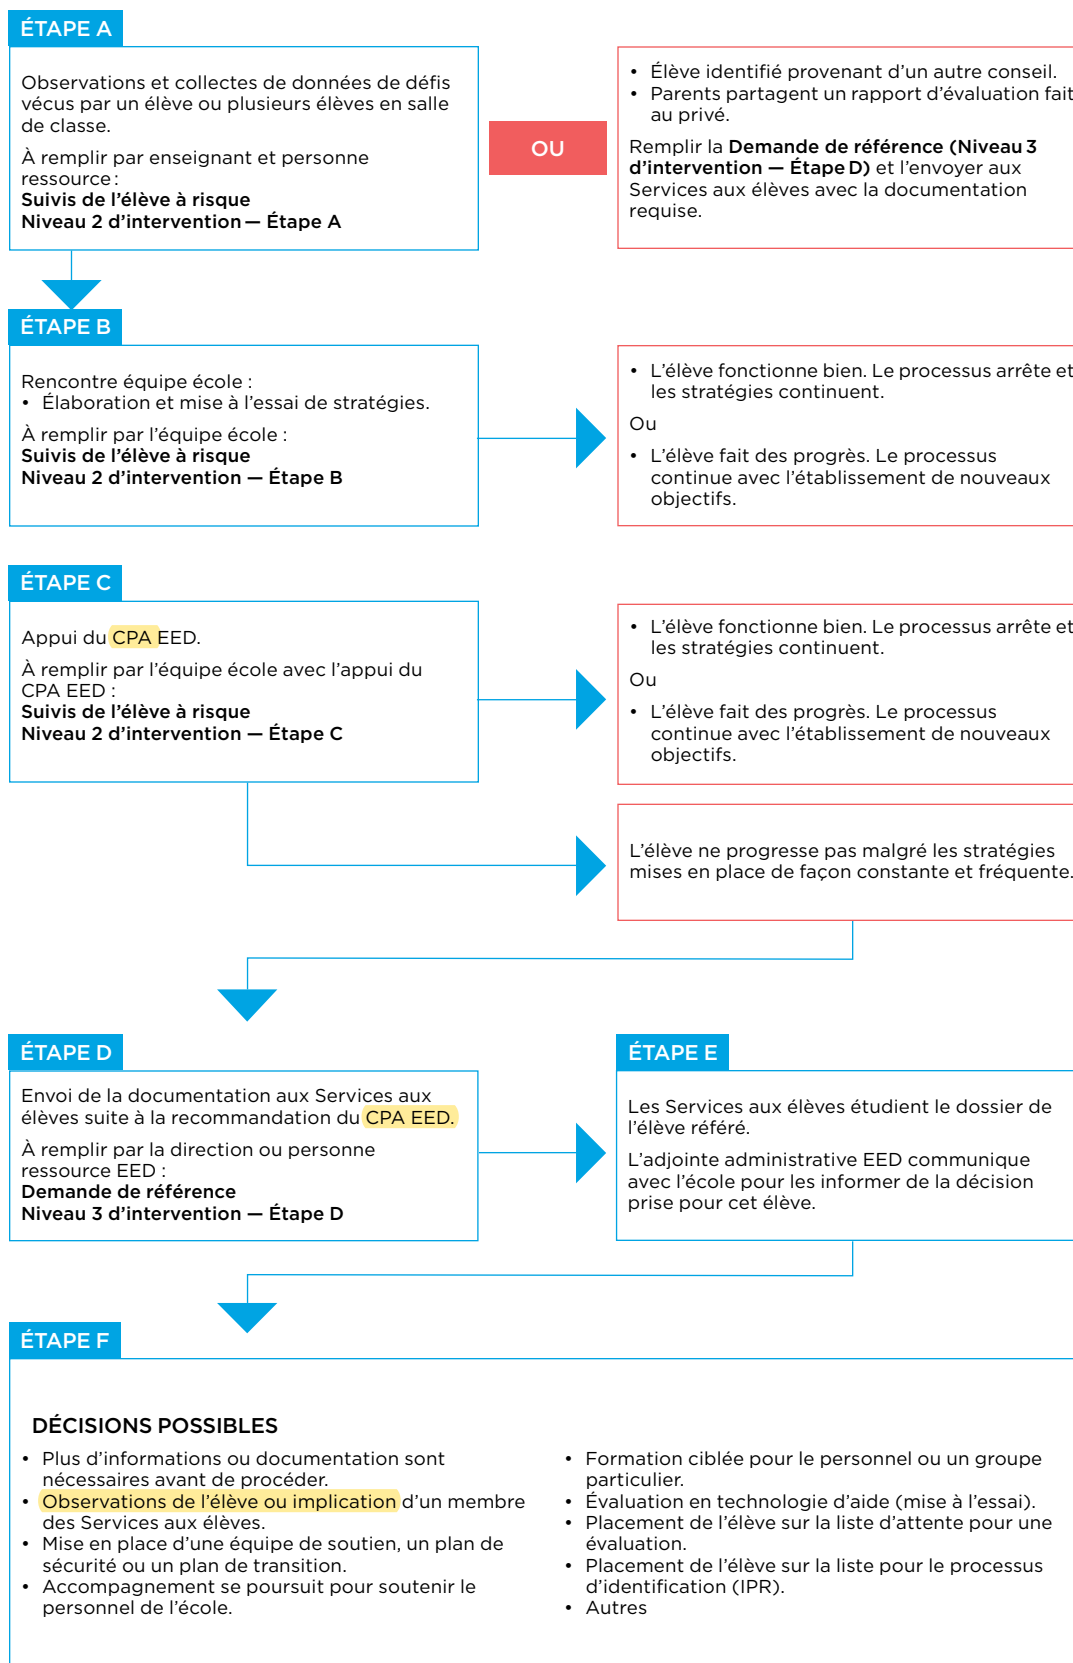 ÉTAPE A
Observations et collectes de données de défis
vécus par un élève ou plusieurs élèves en salle
de classe.
À remplir par enseignant et personne
ressource :
Suivis de l’élève à risque
Niveau 2 d’intervention — Étape A
OU
• Élève identifié provenant d’un autre conseil.
• Parents partagent un rapport d’évaluation fait
au privé.
Remplir la Demande de référence (Niveau 3
d’intervention — Étape D) et l’envoyer aux
Services aux élèves avec la documentation
requise.
ÉTAPE B
Rencontre équipe école :
• Élaboration et mise à l’essai de stratégies.
À remplir par l’équipe école :
Suivis de l’élève à risque
Niveau 2 d’intervention — Étape B
• L’élève fonctionne bien. Le processus arrête et
les stratégies continuent.
Ou
• L’élève fait des progrès. Le processus
continue avec l’établissement de nouveaux
objectifs.
ÉTAPE C
Appui du CPA EED.
À remplir par l’équipe école avec l’appui du
CPA EED :
Suivis de l’élève à risque
Niveau 2 d’intervention — Étape C
• L’élève fonctionne bien. Le processus arrête et
les stratégies continuent.
Ou
• L’élève fait des progrès. Le processus
continue avec l’établissement de nouveaux
objectifs.
L’élève ne progresse pas malgré les stratégies
mises en place de façon constante et fréquente.
ÉTAPE D
Envoi de la documentation aux Services aux
élèves suite à la recommandation du CPA EED.
À remplir par la direction ou personne
ressource EED :
Demande de référence
Niveau 3 d’intervention — Étape D
ÉTAPE E
Les Services aux élèves étudient le dossier de
l’élève référé.
L’adjointe administrative EED communique
avec l’école pour les informer de la décision
prise pour cet élève.
ÉTAPE F
DÉCISIONS POSSIBLES
• Plus d’informations ou documentation sont
nécessaires avant de procéder.
• Observations de l’élève ou implication d’un membre
des Services aux élèves.
• Mise en place d’une équipe de soutien, un plan de
sécurité ou un plan de transition.
• Accompagnement se poursuit pour soutenir le
personnel de l’école.
• Formation ciblée pour le personnel ou un groupe
particulier.
• Évaluation en technologie d’aide (mise à l’essai).
• Placement de l’élève sur la liste d’attente pour une
évaluation.
• Placement de l’élève sur la liste pour le processus
d’identification (IPR).
• Autres